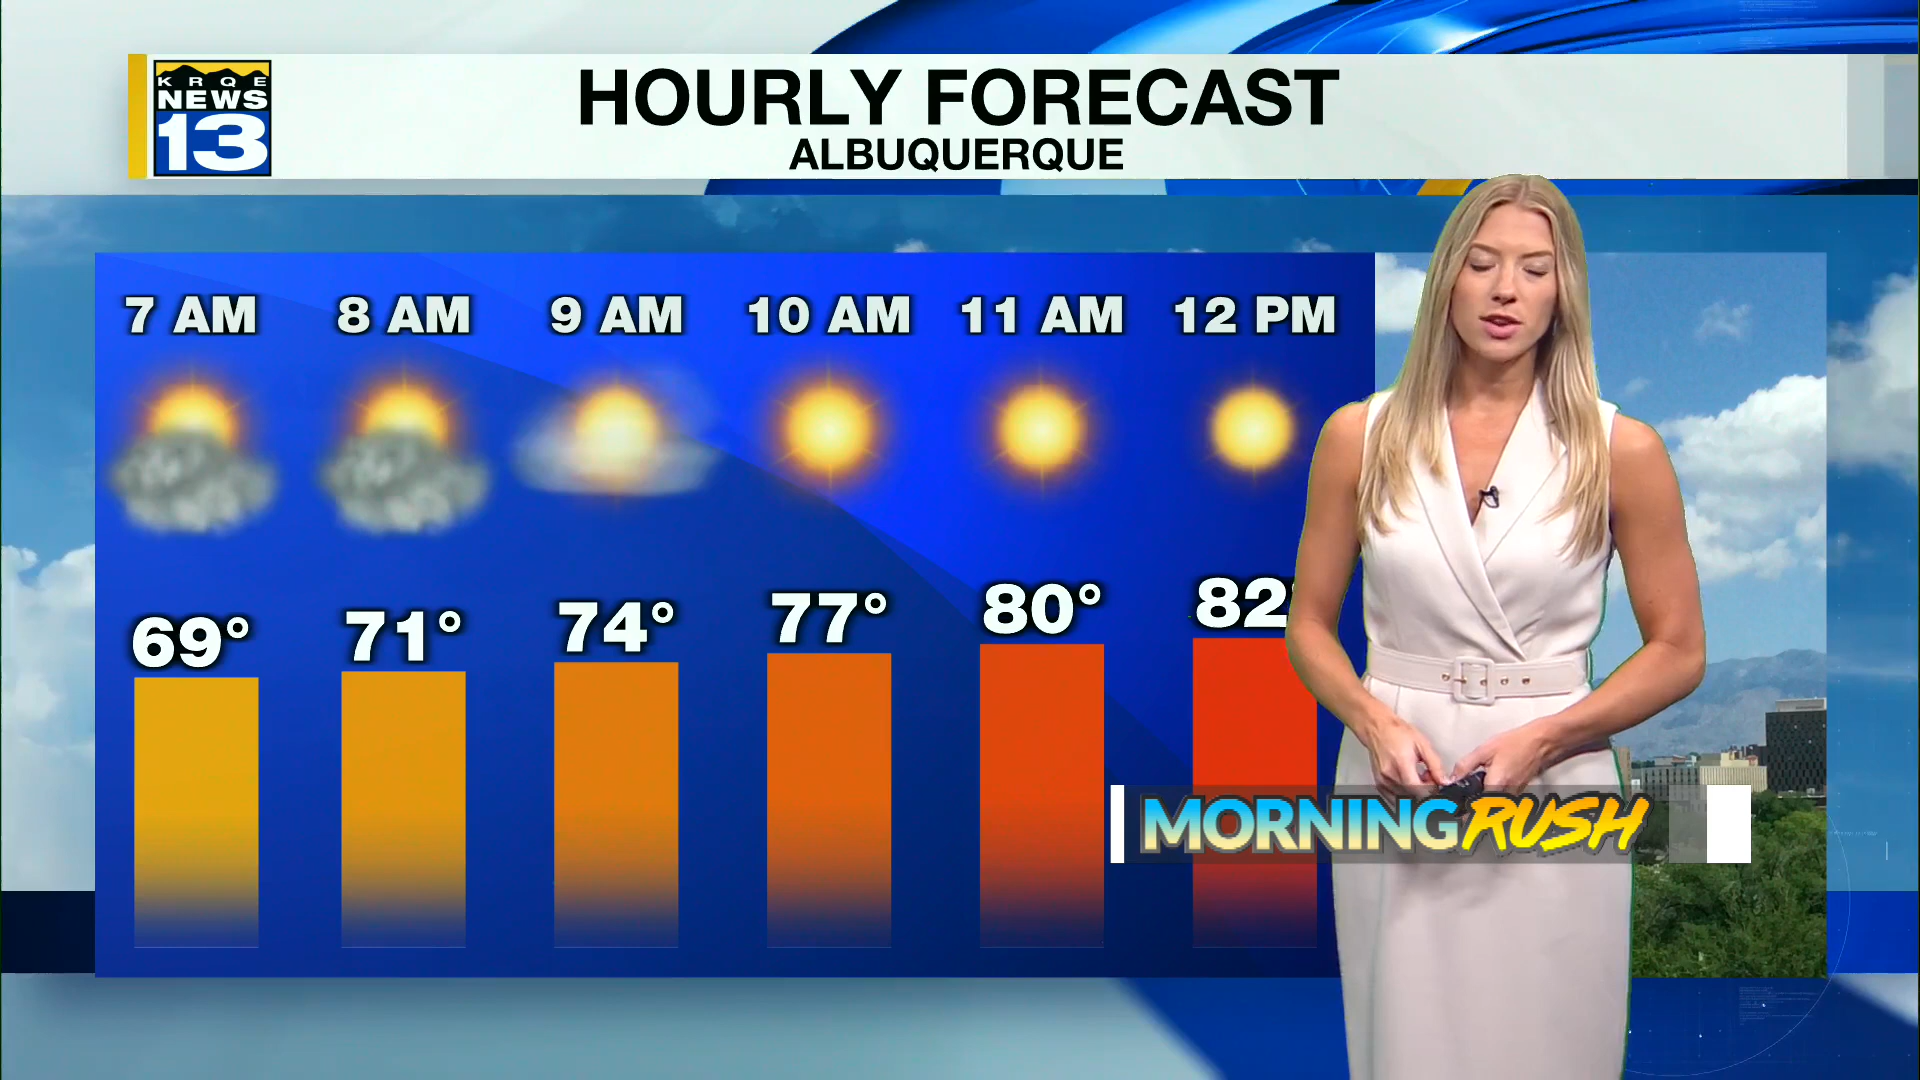 KRQE
NEWS
13
HOURLY FORECAST
ALBUQUERQUE
7 AM 8 AM 9 AM 10 AM 11 AM 12 PM
69° 71° 74° 77° 80° 82°
MORNING RUSH